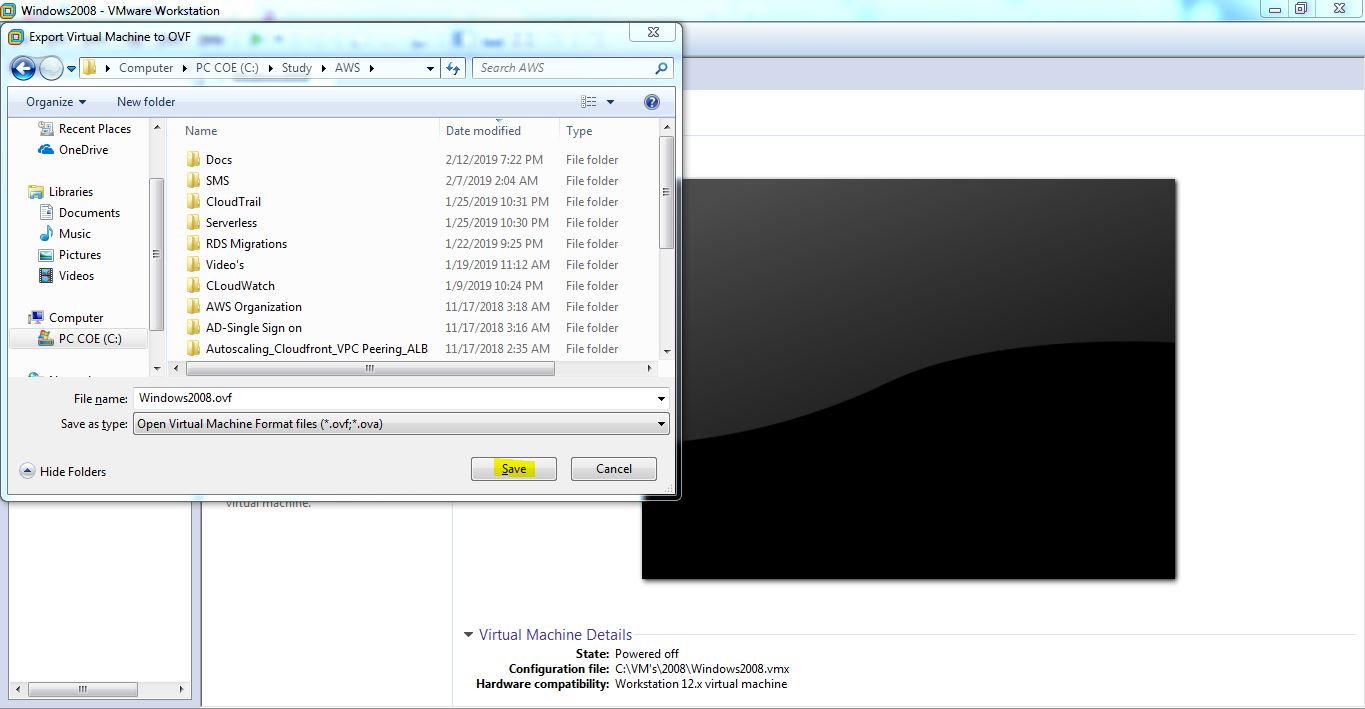 Windows2008 - VMware Workstation
Export Virtual Machine to OVF
Computer PC COE (C:) Study AWS
Search AWS
Organize New folder
Recent Places
OneDrive
Libraries
Documents
Music
Pictures
Videos
Computer
PC COE (C:)
Name Date modified Type
Docs 2/12/2019 7:22 PM File folder
SMS 2/7/2019 2:04 AM File folder
CloudTrail 1/25/2019 10:31 PM File folder
Serverless 1/25/2019 10:30 PM File folder
RDS Migrations 1/22/2019 9:25 PM File folder
Video's 1/19/2019 11:12 AM File folder
CLoudWatch 1/9/2019 10:24 PM File folder
AWS Organization 11/17/2018 3:18 AM File folder
AD-Single Sign on 11/17/2018 3:16 AM File folder
Autoscaling_Cloudfront_VPC Peering_ALB 11/17/2018 2:35 AM File folder
File name: Windows2008.ovf
Save as type: Open Virtual Machine Format files (*.ovf;*.ova)
Hide Folders Save Cancel
virtual machine.
Virtual Machine Details
State: Powered off
Configuration file: C:\VM's\2008\Windows2008.vmx
Hardware compatibility: Workstation 12.x virtual machine